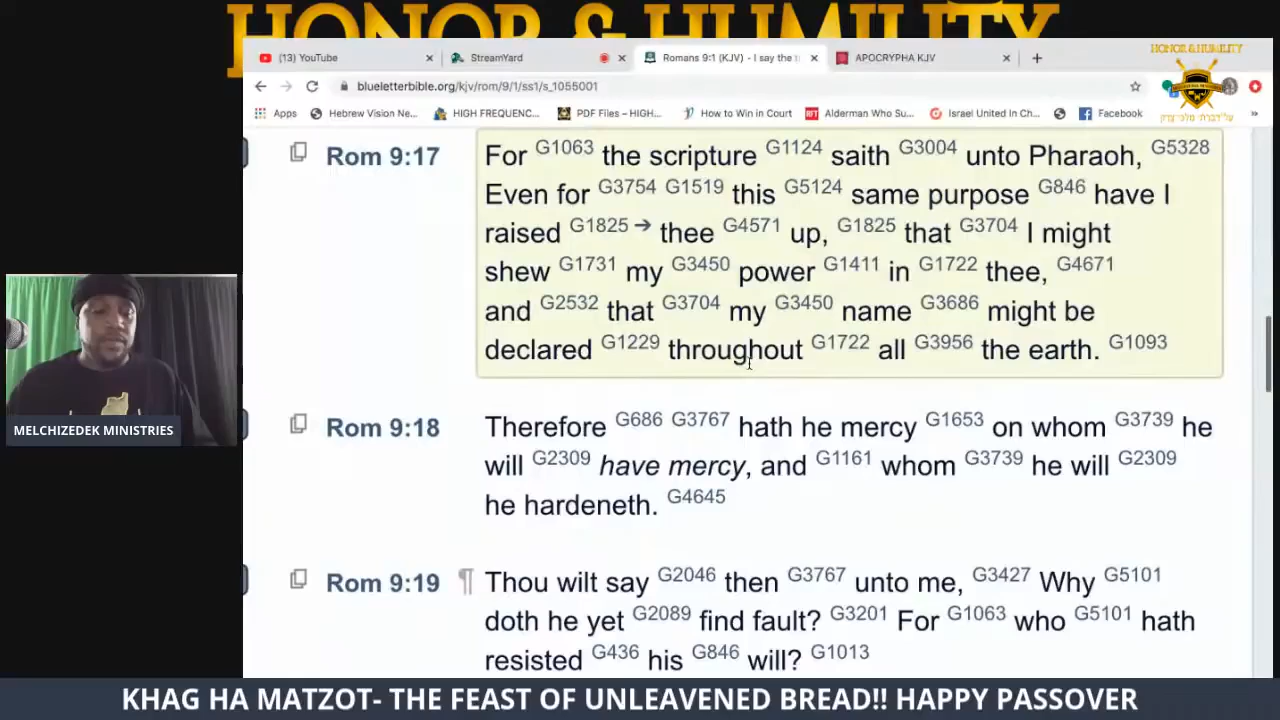 HONOR & HUMILITY
(13) YouTube
StreamYard
Romans 9:1 (KJV) - I say the t
APOCRYPHA KJV
HONOR & HUMILITY
blueletterbible.org/kjv/rom/9/1/ss1/s_1055001
Apps
Hebrew Vision Ne...
HIGH FREQUENC...
PDF Files – HIGH...
How to Win in Court
Alderman Who Su...
Israel United In Ch...
Facebook
»
Rom 9:17
For G1063 the scripture G1124 saith G3004 unto Pharaoh, G5328
Even for G3754 G1519 this G5124 same purpose G846 have I
raised G1825 ➔ thee G4571 up, G1825 that G3704 I might
shew G1731 my G3450 power G1411 in G1722 thee, G4671
and G2532 that G3704 my G3450 name G3686 might be
declared G1229 throughout G1722 all G3956 the earth. G1093
Rom 9:18
Therefore G686 G3767 hath he mercy G1653 on whom G3739 he
will G2309 have mercy, and G1161 whom G3739 he will G2309
he hardeneth. G4645
Rom 9:19
¶ Thou wilt say G2046 then G3767 unto me, G3427 Why G5101
doth he yet G2089 find fault? G3201 For G1063 who G5101 hath
resisted G436 his G846 will? G1013
MELCHIZEDEK MINISTRIES
KHAG HA MATZOT- THE FEAST OF UNLEAVENED BREAD!! HAPPY PASSOVER